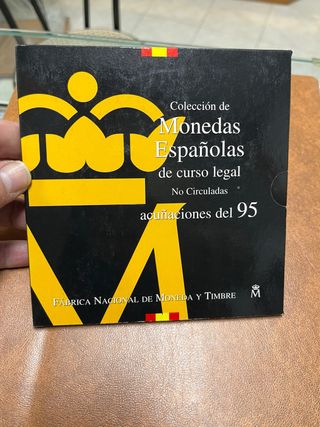 Colección de
Monedas
Españolas
de curso legal
No Circuladas
acuñaciones del 95
FÁBRICA NACIONAL DE MONEDA Y TIMBRE
M